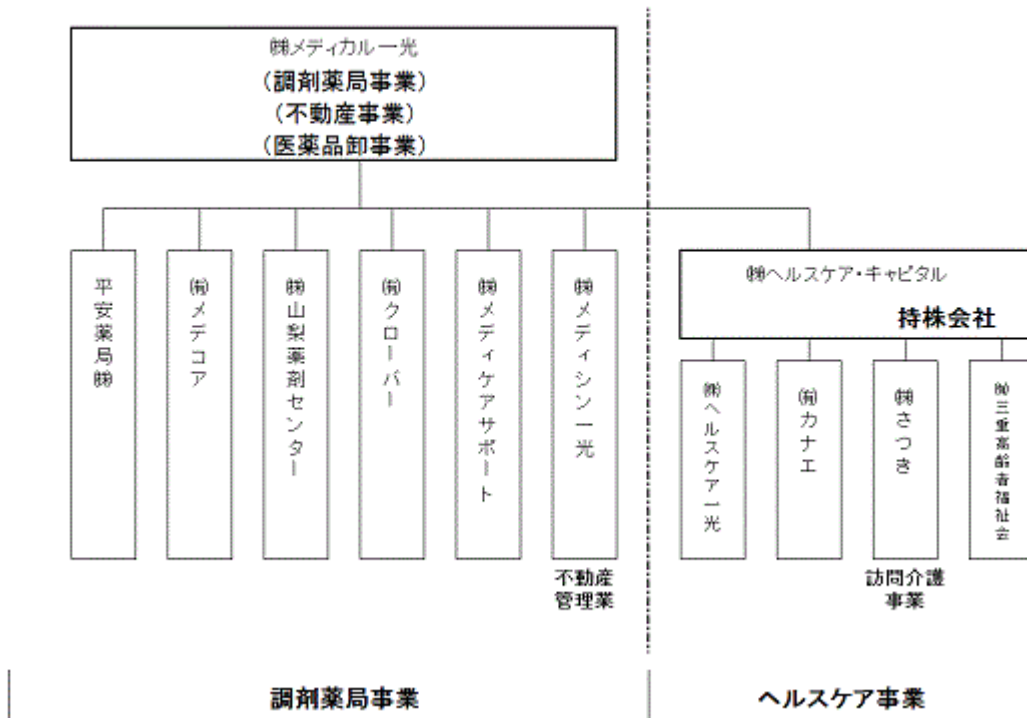 ㈱メディカル一光
(調剤薬局事業)
(不動産事業)
(医薬品卸事業)
平安薬局㈱
㈲メデコア
㈱山梨薬剤センター
㈲クローバー
㈱メディケアサポート
㈱メディシン一光
㈱ヘルスケア・キャピタル
持株会社
㈱ヘルスケア一光
㈲カナエ
㈱さつき
㈱三重高齢者福祉会
不動産
管理業
訪問介護
事業
調剤薬局事業
ヘルスケア事業